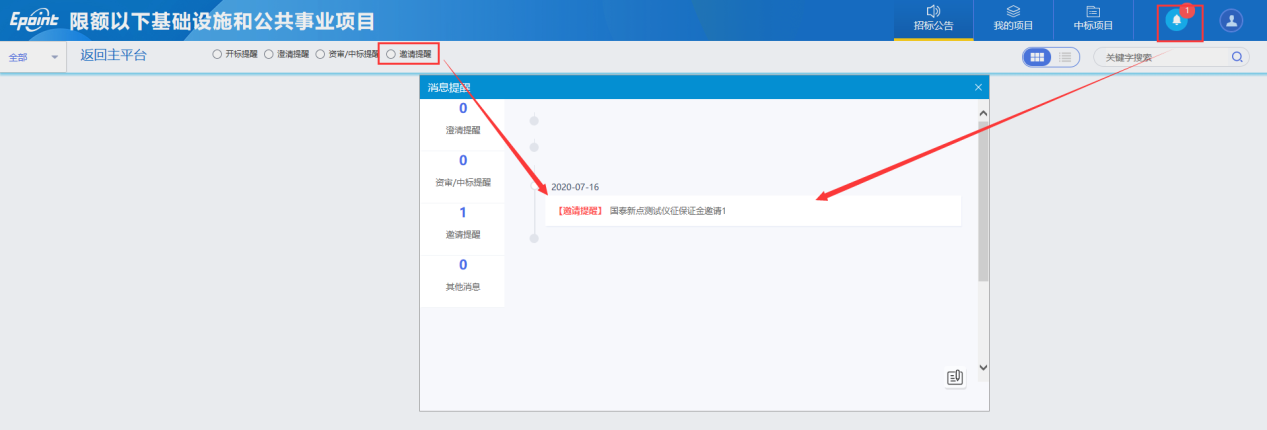 Epoint 限额以下基础设施和公共事业项目
招标公告
我的项目
中标项目
1
全部
返回主平台
开标提醒
澄清提醒
资审/中标提醒
邀请提醒
关键字搜索
消息提醒
0
澄清提醒
0
资审/中标提醒
1
邀请提醒
0
其他消息
2020-07-16
【邀请提醒】 国泰新点测试仪征保证金邀请1